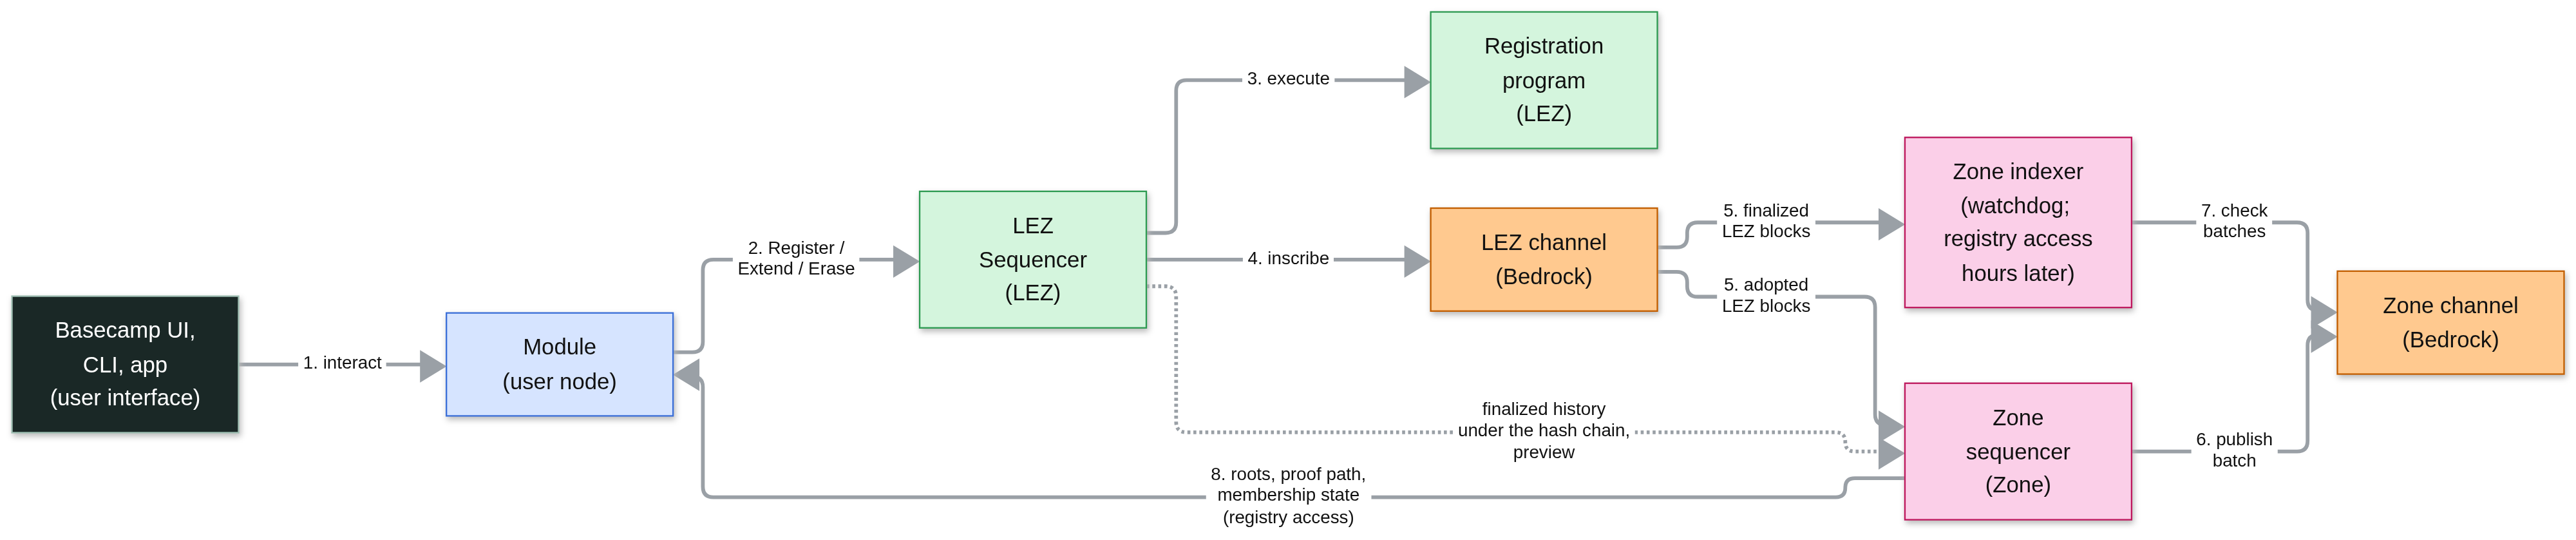 Basecamp UI,
CLI, app
(user interface)
1. interact
Module
(user node)
2. Register /
Extend / Erase
LEZ
Sequencer
(LEZ)
3. execute
Registration
program
(LEZ)
4. inscribe
LEZ channel
(Bedrock)
5. finalized
LEZ blocks
5. adopted
LEZ blocks
Zone indexer
(watchdog;
registry access
hours later)
7. check
batches
Zone channel
(Bedrock)
finalized history
under the hash chain,
preview
Zone
sequencer
(Zone)
6. publish
batch
8. roots, proof path,
membership state
(registry access)